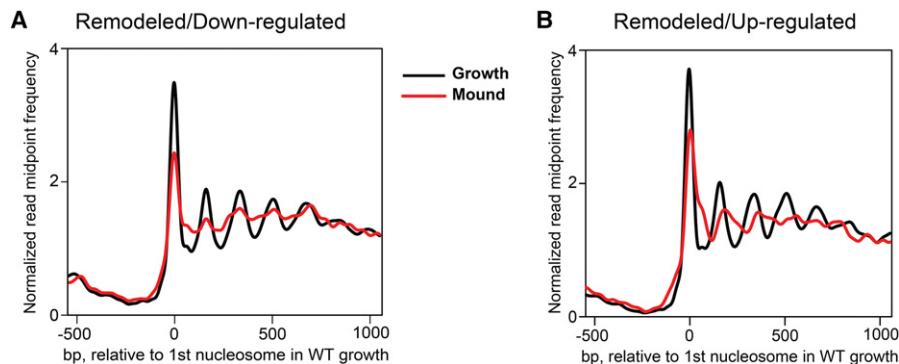 A Remodeled/Down-regulated
Normalized read midpoint frequency
4
2
0
-500 0 500 1000
bp, relative to 1st nucleosome in WT growth
Growth
Mound
B Remodeled/Up-regulated
Normalized read midpoint frequency
4
2
0
-500 0 500 1000
bp, relative to 1st nucleosome in WT growth